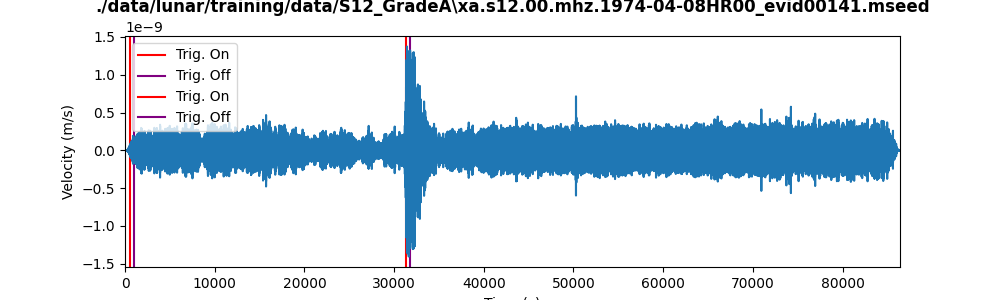 ./data/lunar/training/data/S12_GradeA\xa.s12.00.mhz.1974-04-08HR00_evid00141.mseed
1e−9
1.5
1.0
0.5
0.0
−0.5
−1.0
−1.5
Velocity (m/s)
Trig. On
Trig. Off
Trig. On
Trig. Off
0 10000 20000 30000 40000 50000 60000 70000 80000